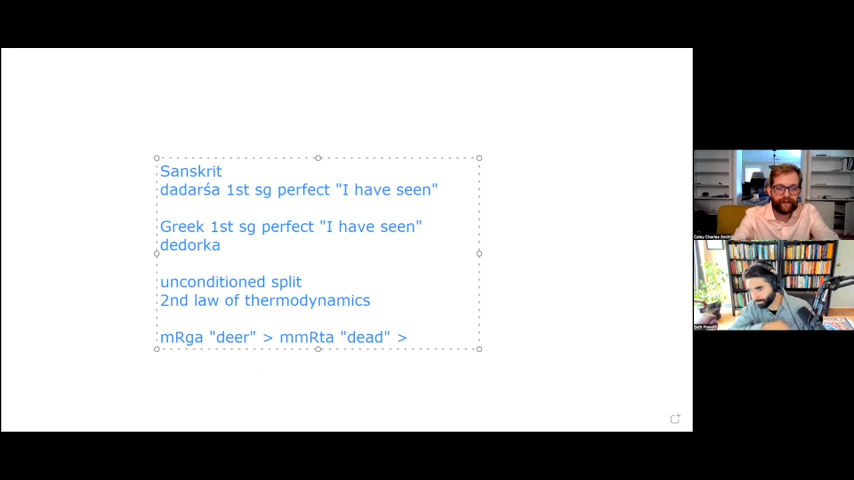 Sanskrit
dadarśa 1st sg perfect "I have seen"
Greek 1st sg perfect "I have seen"
dedorka
unconditioned split
2nd law of thermodynamics
mRga "deer" > mmRta "dead" >